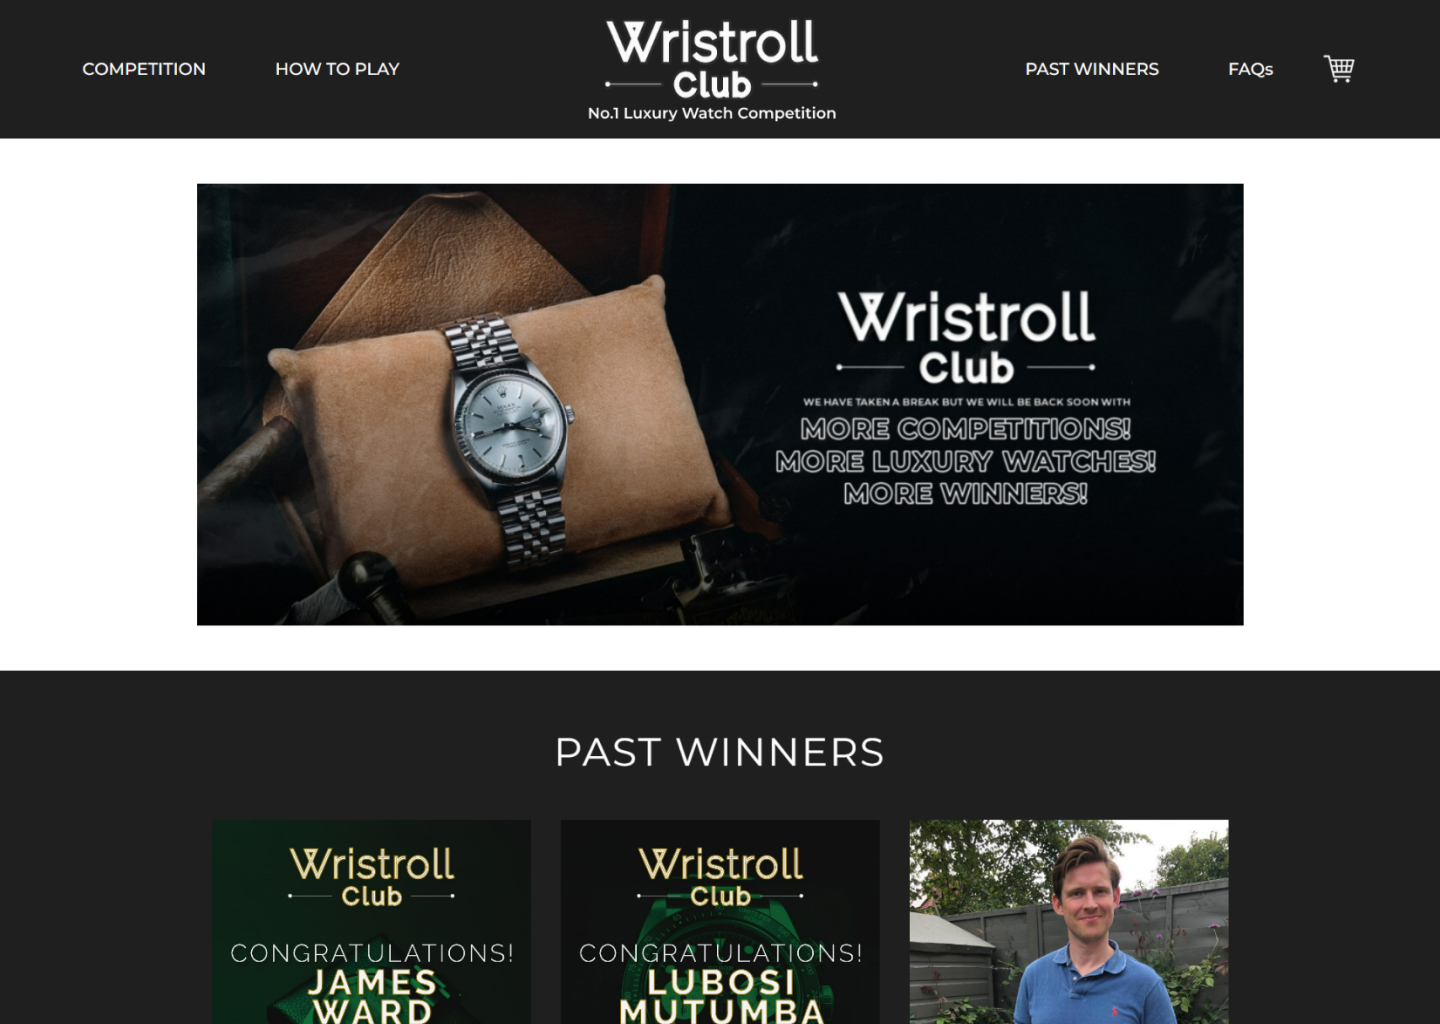 COMPETITION
HOW TO PLAY
Wristroll
Club
No.1 Luxury Watch Competition
PAST WINNERS
FAQs
Wristroll
Club
WE HAVE TAKEN A BREAK BUT WE WILL BE BACK SOON WITH
MORE COMPETITIONS!
MORE LUXURY WATCHES!
MORE WINNERS!
PAST WINNERS
Wristroll
Club
CONGRATULATIONS!
JAMES
WARD
Wristroll
Club
CONGRATULATIONS!
LUBOSI
MUTUMBA